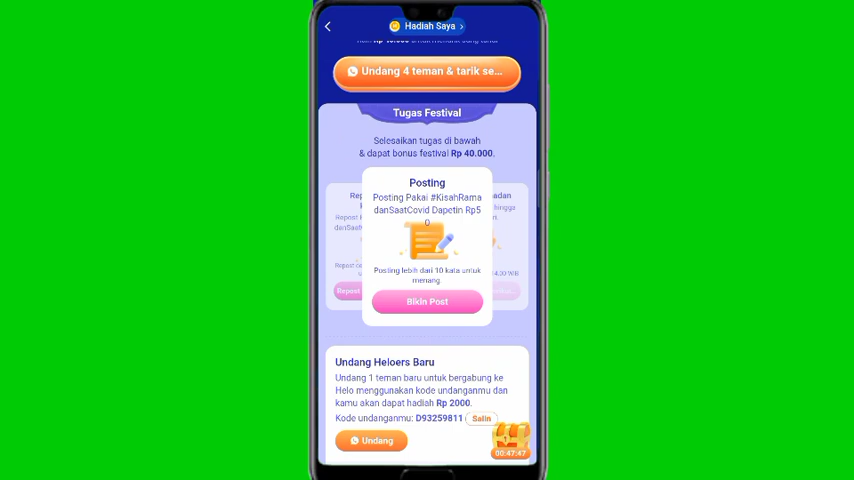 Hadiah Saya
Undang 4 teman & tarik se...
Tugas Festival
Selesaikan tugas di bawah
& dapat bonus festival Rp 40.000.
Posting
Posting Pakai #KisahRama
danSaatCovid Dapetin Rp5
0
Posting lebih dari 10 kata untuk
menang.
Bikin Post
Repost
Undang Heloers Baru
Undang 1 teman baru untuk bergabung ke
Helo menggunakan kode undanganmu dan
kamu akan dapat hadiah Rp 2000.
Kode undanganmu: D93259811 Salin
Undang
00:47:47